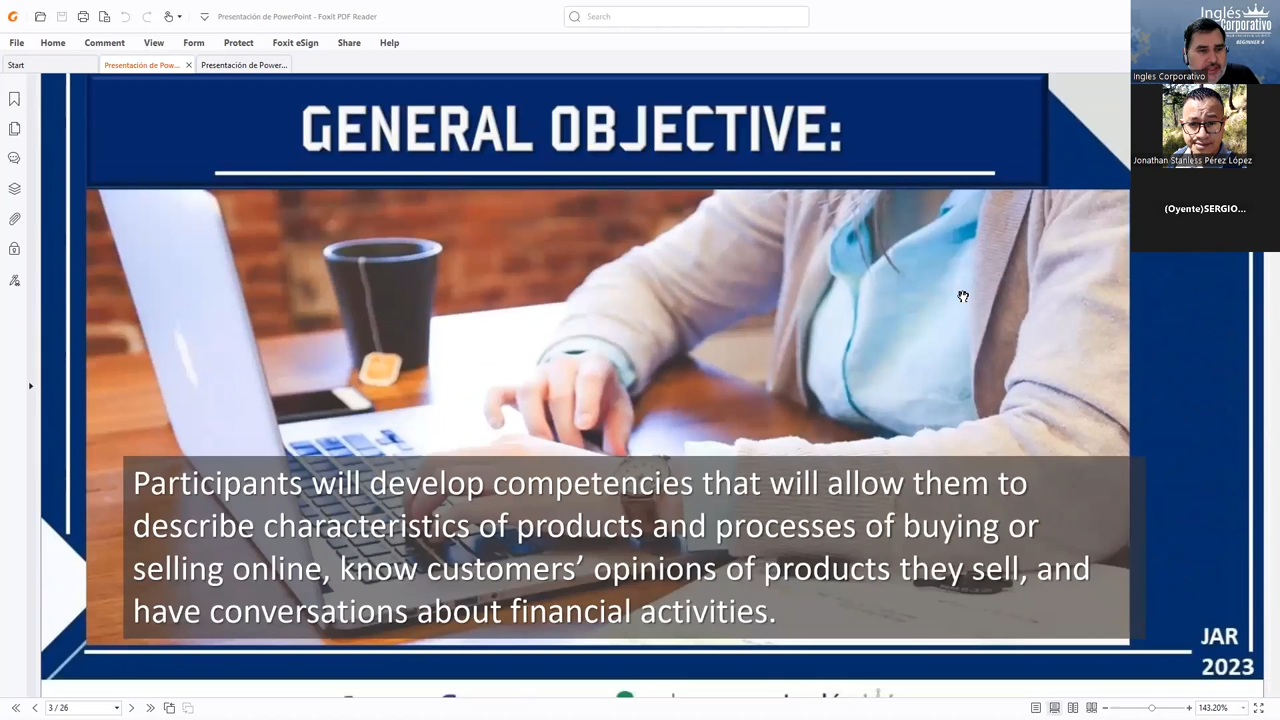 Presentación de PowerPoint - Foxit PDF Reader
Search
File Home Comment View Form Protect Foxit eSign Share Help
Start
Presentación de Pow...
Presentación de Power...
Inglés
Corporativo
BEGINNER 4
Ingles Corporativo
Jonathan Stanless Pérez López
(Oyente)SERGIO...
GENERAL OBJECTIVE:
Participants will develop competencies that will allow them to
describe characteristics of products and processes of buying or
selling online, know customers’ opinions of products they sell, and
have conversations about financial activities.
JAR
2023
3 / 26
143.20%